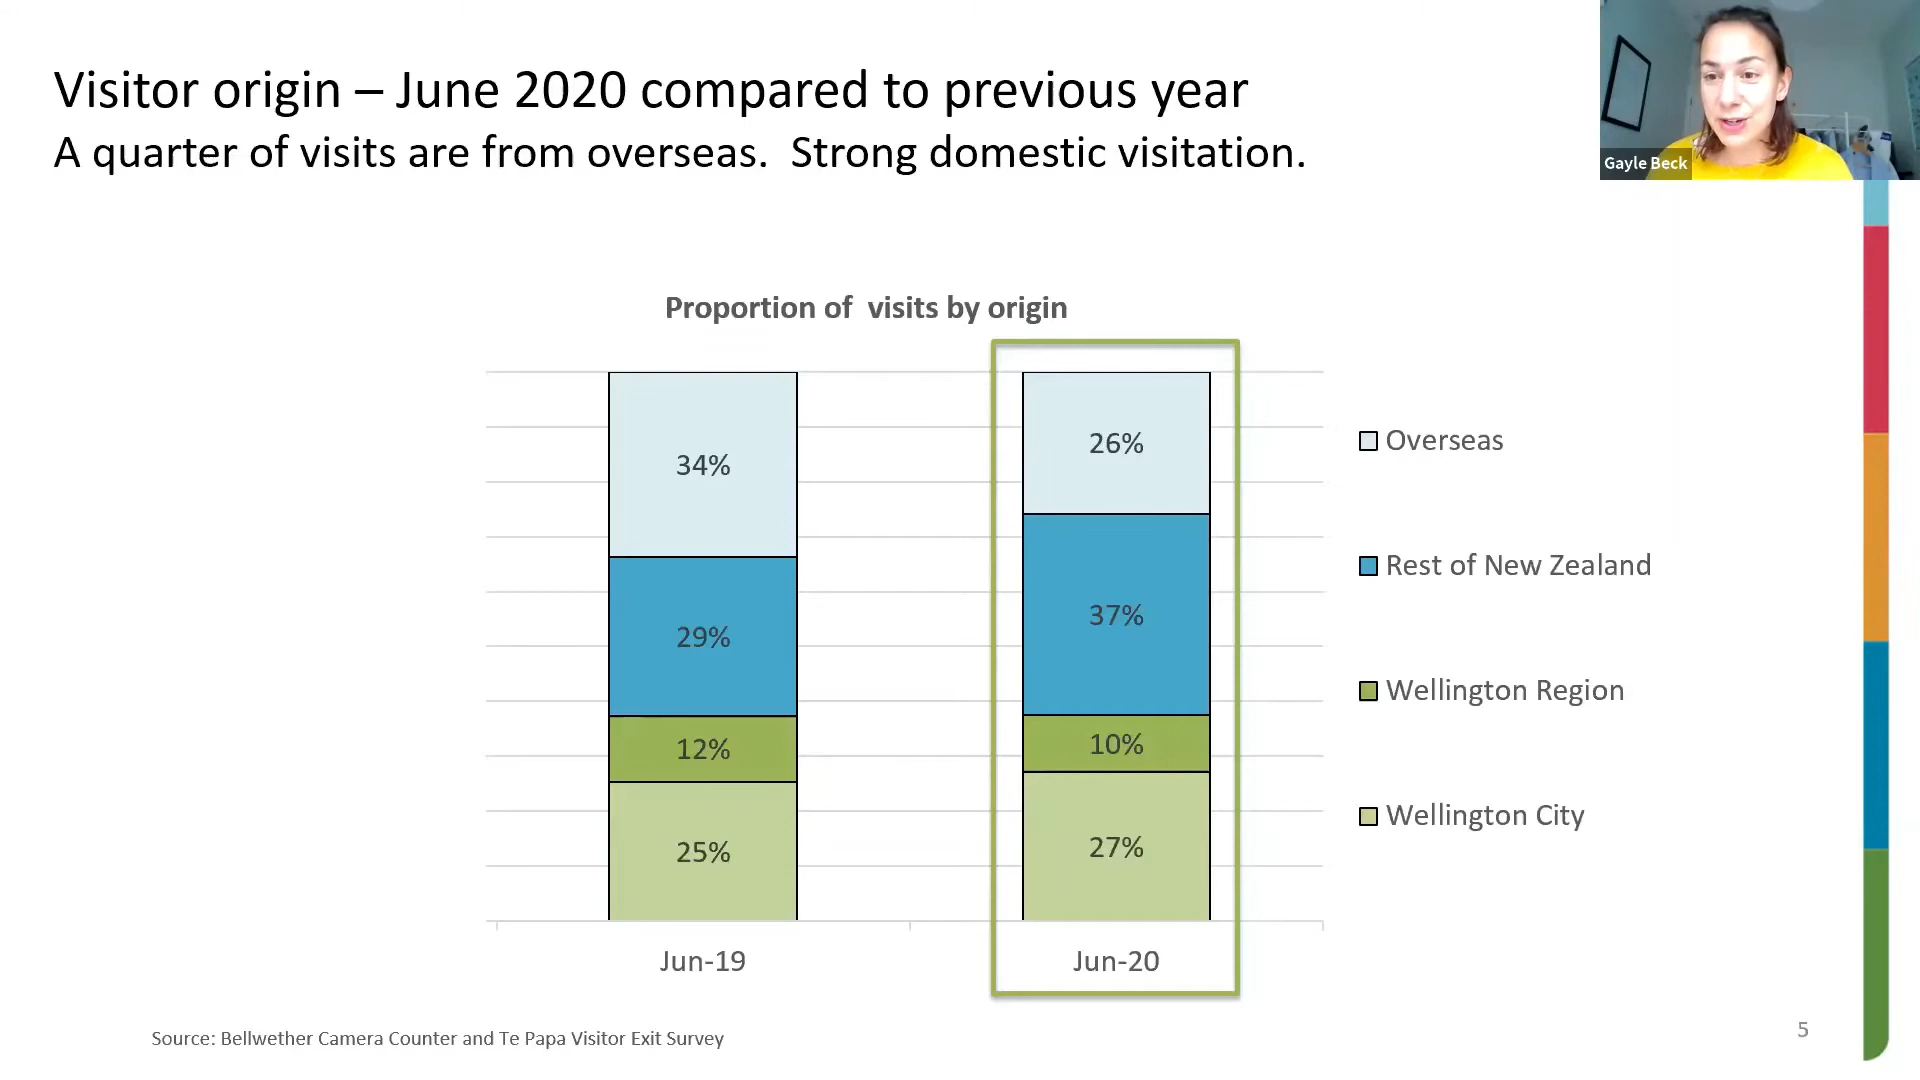 Visitor origin – June 2020 compared to previous year
A quarter of visits are from overseas.  Strong domestic visitation.
Gayle Beck
Proportion of  visits by origin
34%
26%
Overseas
29%
37%
Rest of New Zealand
12%
10%
Wellington Region
25%
27%
Wellington City
Jun-19
Jun-20
Source: Bellwether Camera Counter and Te Papa Visitor Exit Survey
5